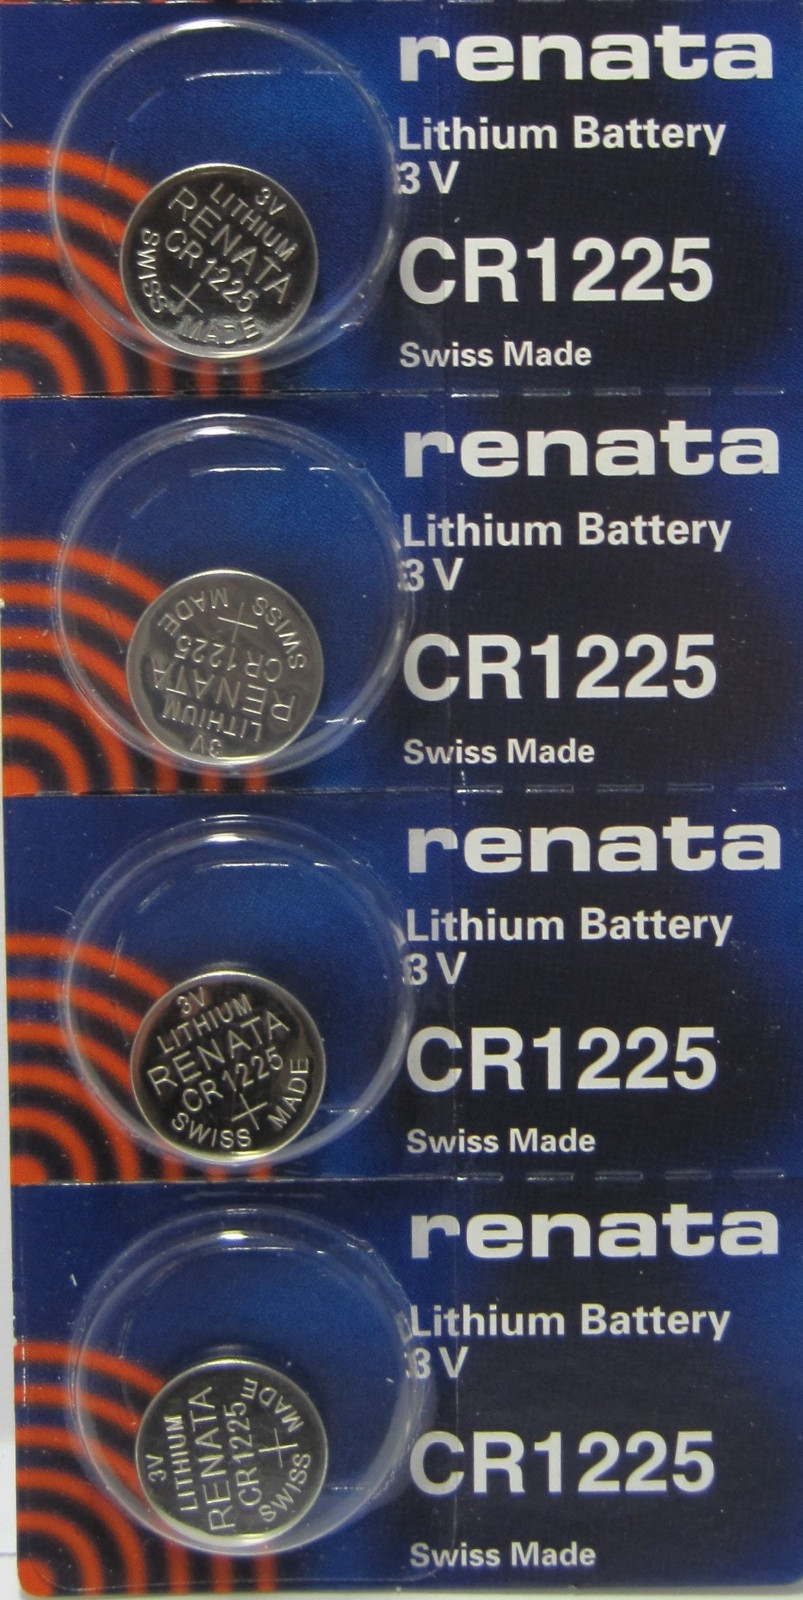 renata
Lithium Battery
3 V
CR1225
Swiss Made
3V
LITHIUM
RENATA
CR1225
+
SWISS MADE
renata
Lithium Battery
3 V
CR1225
Swiss Made
3V
LITHIUM
RENATA
CR1225
+
SWISS MADE
renata
Lithium Battery
3 V
CR1225
Swiss Made
3V
LITHIUM
RENATA
CR1225
+
SWISS MADE
renata
Lithium Battery
3 V
CR1225
Swiss Made
3V
LITHIUM
RENATA
CR1225
+
SWISS MADE